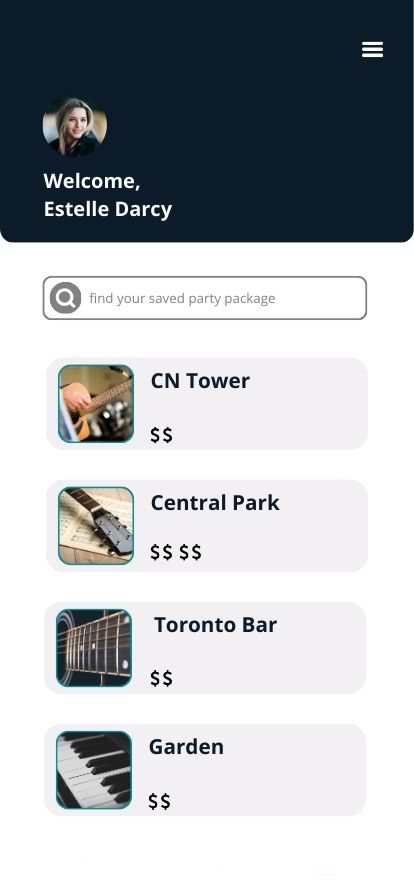 Welcome,
Estelle Darcy
find your saved party package
CN Tower
$$
Central Park
$$ $$
Toronto Bar
$$
Garden
$$